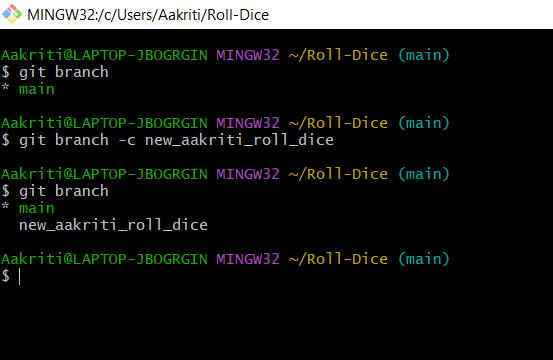 MINGW32:/c/Users/Aakriti/Roll-Dice
Aakriti@LAPTOP-JBOGRGIN MINGW32 ~/Roll-Dice (main)
$ git branch
* main
Aakriti@LAPTOP-JBOGRGIN MINGW32 ~/Roll-Dice (main)
$ git branch -c new_aakriti_roll_dice
Aakriti@LAPTOP-JBOGRGIN MINGW32 ~/Roll-Dice (main)
$ git branch
* main
  new_aakriti_roll_dice
Aakriti@LAPTOP-JBOGRGIN MINGW32 ~/Roll-Dice (main)
$